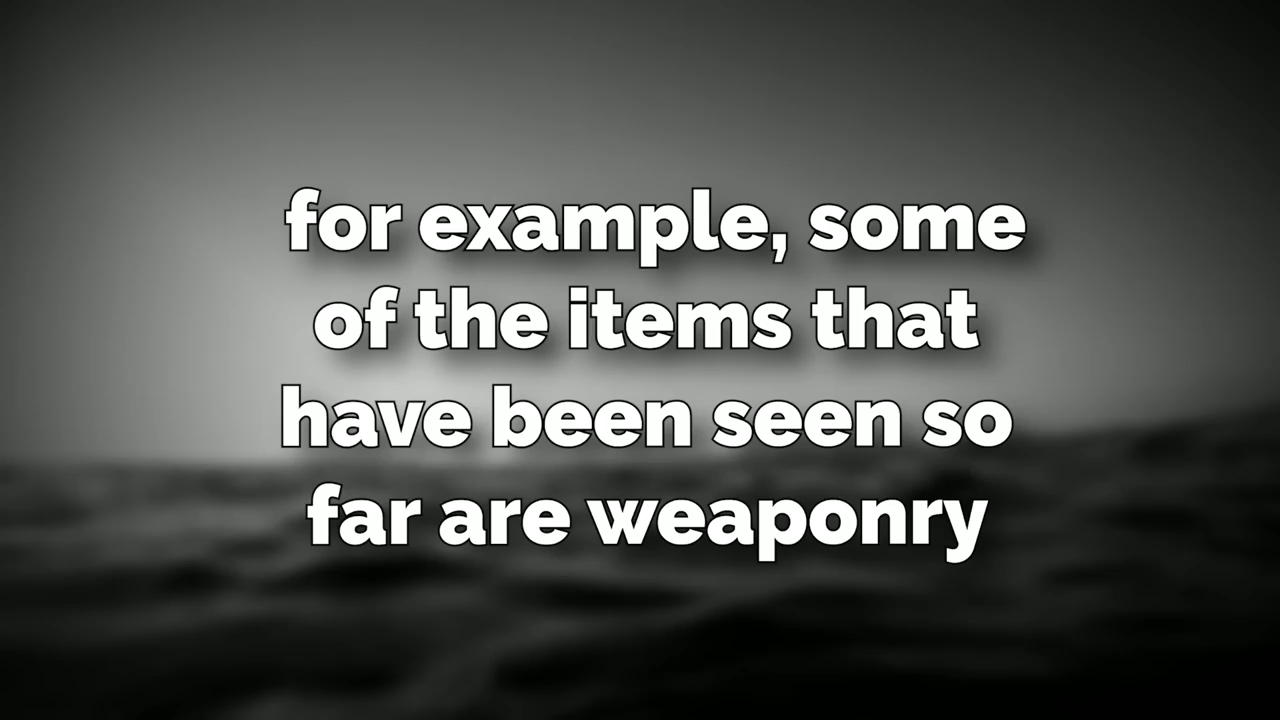 for example, some
of the items that
have been seen so
far are weaponry